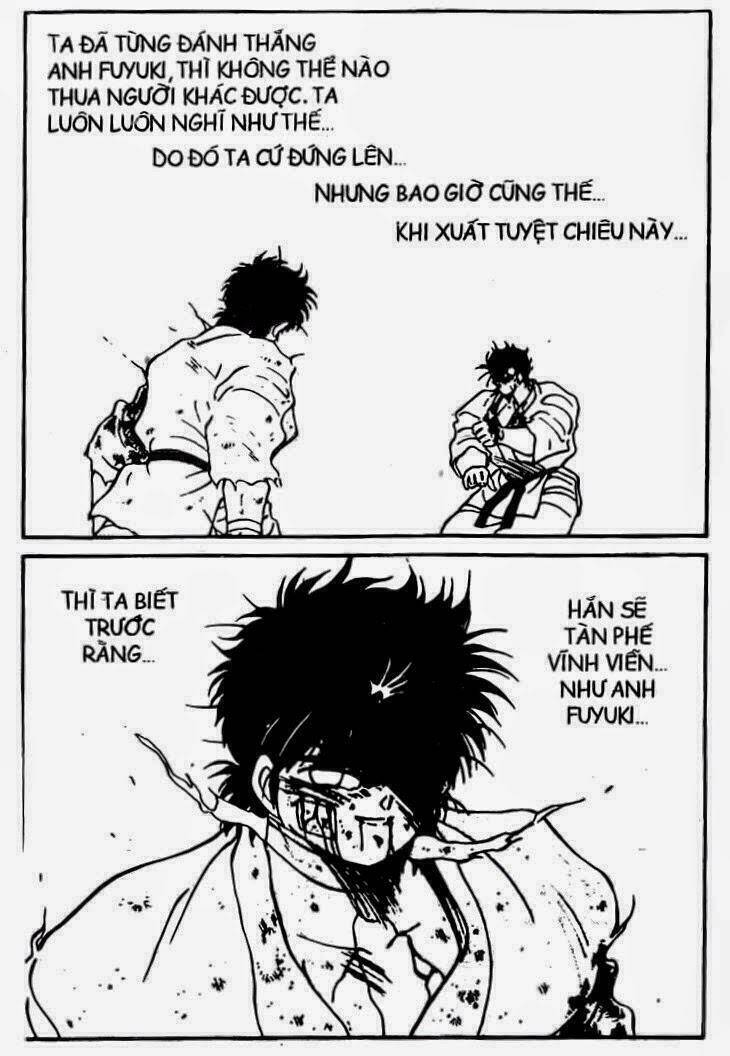 TA ĐÃ TỪNG ĐÁNH THẮNG
ANH FUYUKI, THÌ KHÔNG THỂ NÀO
THUA NGƯỜI KHÁC ĐƯỢC. TA
LUÔN LUÔN NGHĨ NHƯ THẾ...
DO ĐÓ TA CỨ ĐỨNG LÊN...
NHƯNG BAO GIỜ CŨNG THẾ...
KHI XUẤT TUYỆT CHIÊU NÀY...
THÌ TA BIẾT
TRƯỚC
RẰNG...
HẮN SẼ
TÀN PHẾ
VĨNH VIỄN...
NHƯ ANH
FUYUKI...